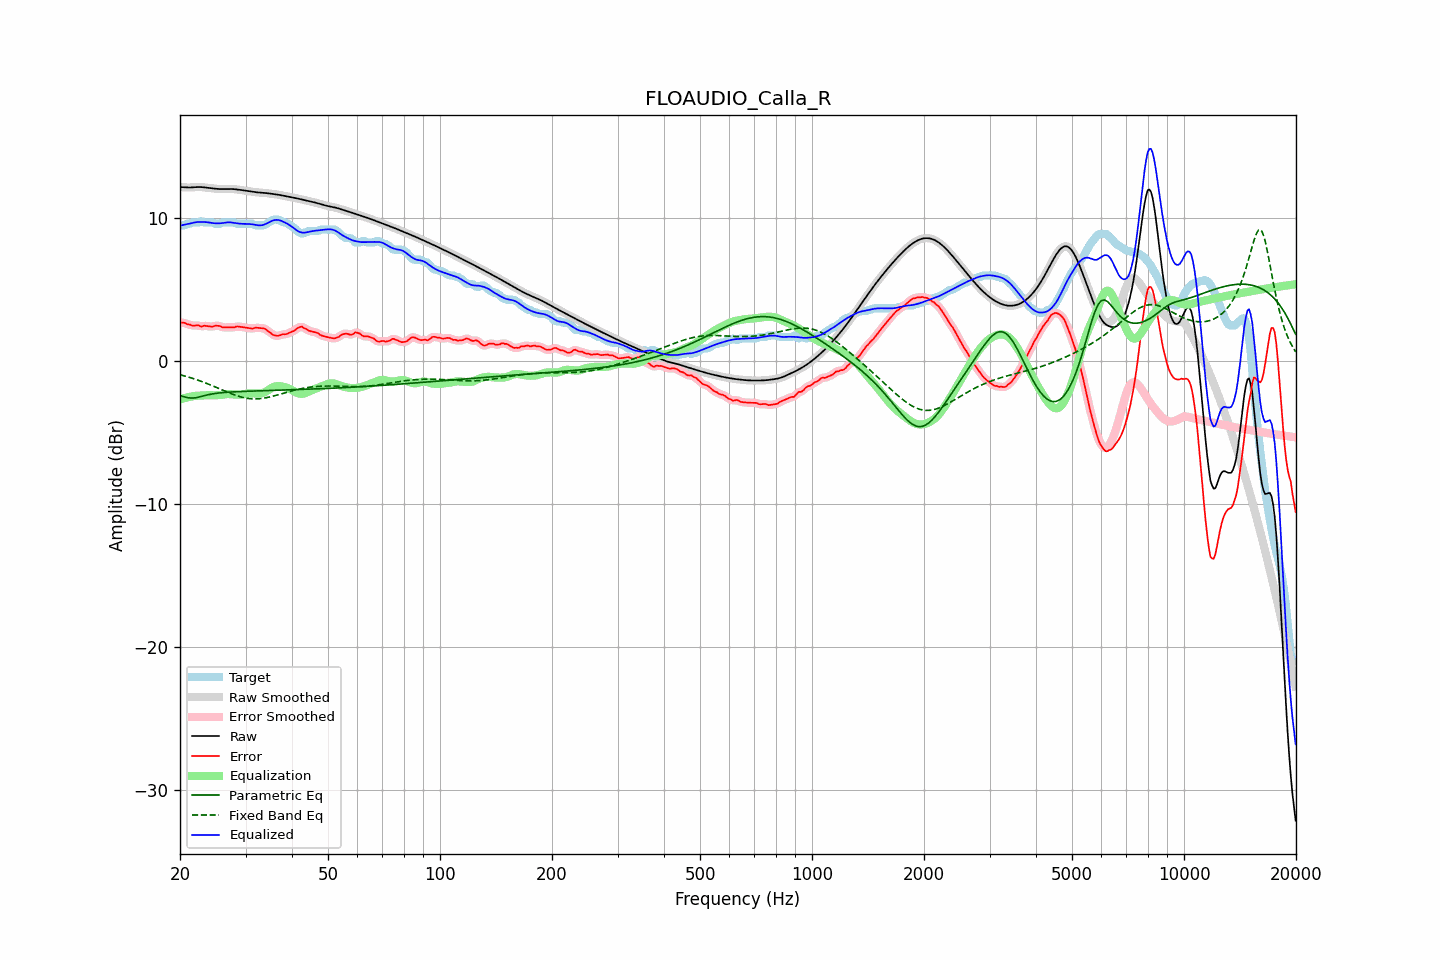 FLOAUDIO_Calla_R
Amplitude (dBr)
10
0
−10
−20
−30
Target
Raw Smoothed
Error Smoothed
Raw
Error
Equalization
Parametric Eq
Fixed Band Eq
Equalized
20 50 100 200 500 1000 2000 5000 10000 20000
Frequency (Hz)